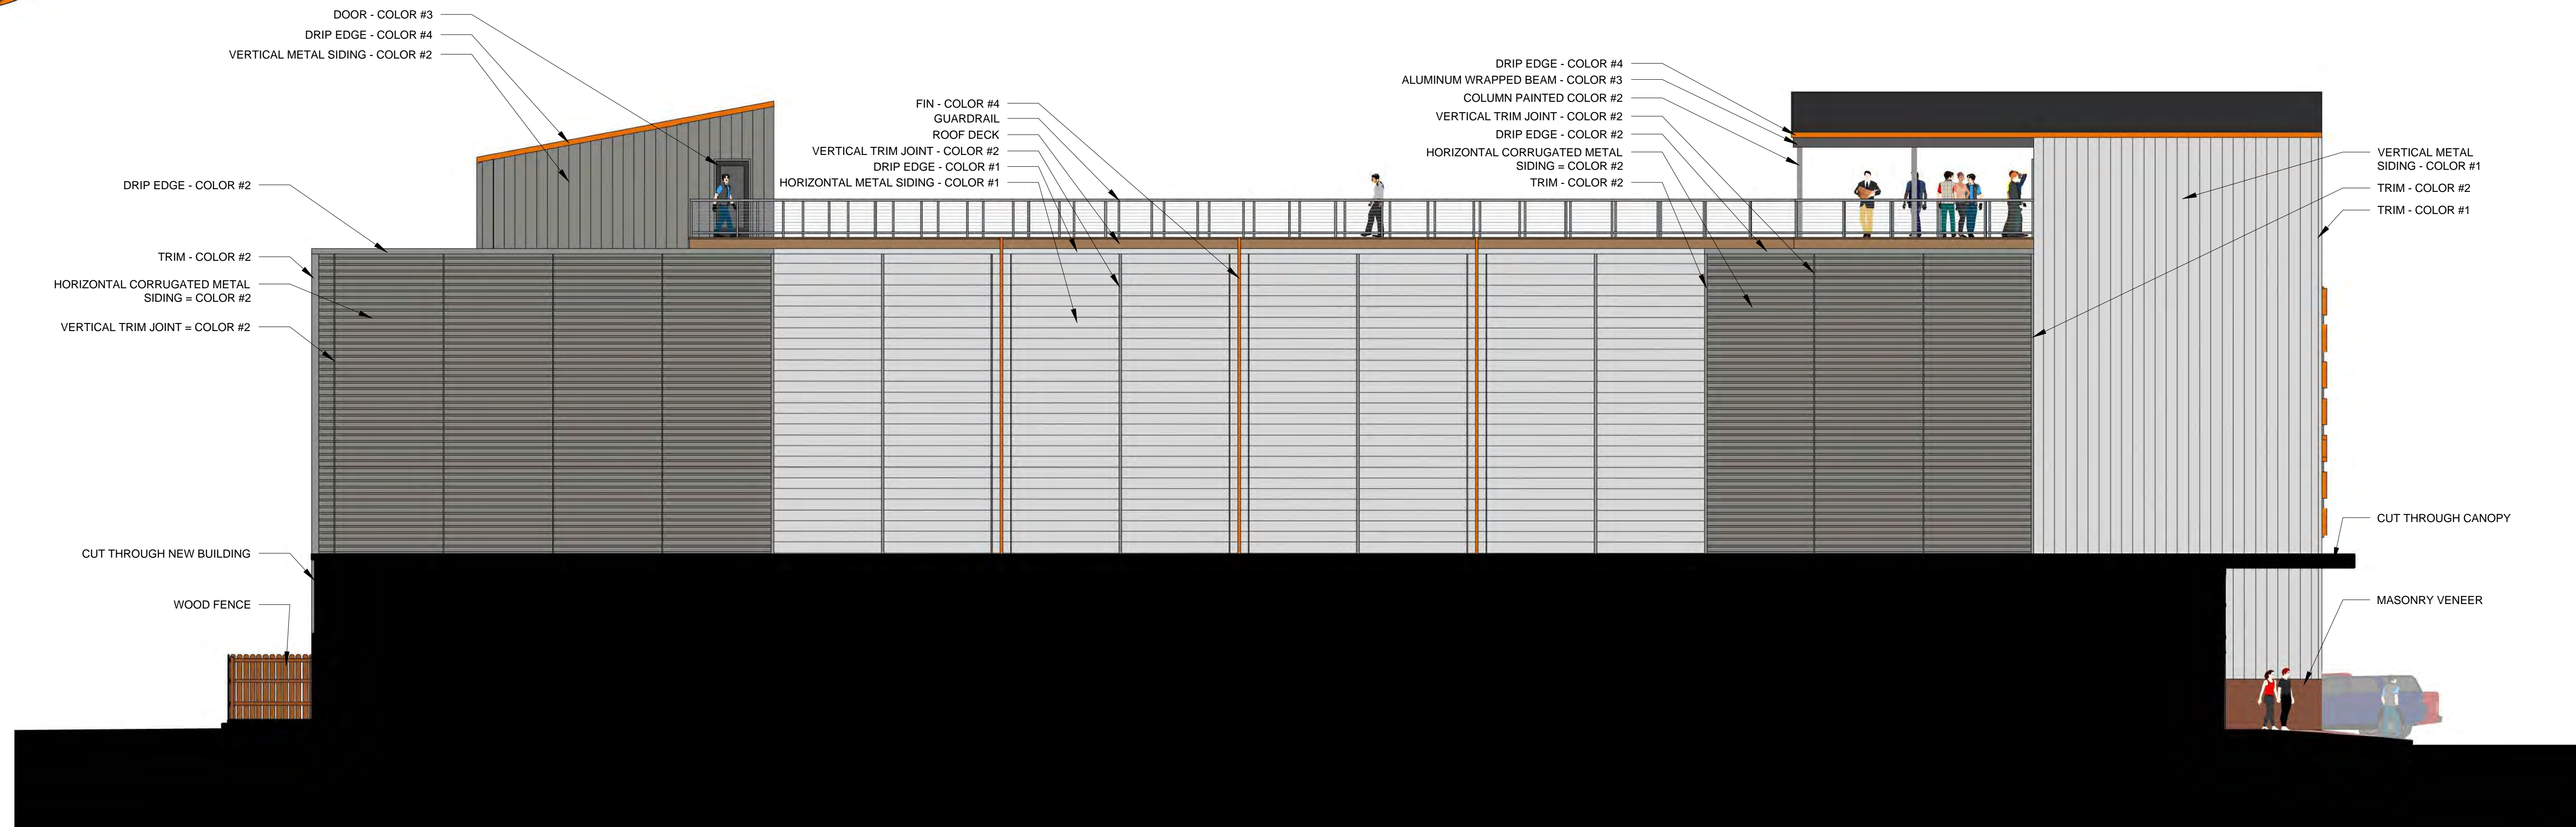 DOOR - COLOR #3
DRIP EDGE - COLOR #4
VERTICAL METAL SIDING - COLOR #2
DRIP EDGE - COLOR #2
TRIM - COLOR #2
HORIZONTAL CORRUGATED METAL
SIDING = COLOR #2
VERTICAL TRIM JOINT = COLOR #2
CUT THROUGH NEW BUILDING
WOOD FENCE
FIN - COLOR #4
GUARDRAIL
ROOF DECK
VERTICAL TRIM JOINT - COLOR #2
DRIP EDGE - COLOR #1
HORIZONTAL METAL SIDING - COLOR #1
DRIP EDGE - COLOR #4
ALUMINUM WRAPPED BEAM - COLOR #3
COLUMN PAINTED COLOR #2
VERTICAL TRIM JOINT - COLOR #2
DRIP EDGE - COLOR #2
HORIZONTAL CORRUGATED METAL
SIDING = COLOR #2
TRIM - COLOR #2
VERTICAL METAL
SIDING - COLOR #1
TRIM - COLOR #2
TRIM - COLOR #1
CUT THROUGH CANOPY
MASONRY VENEER